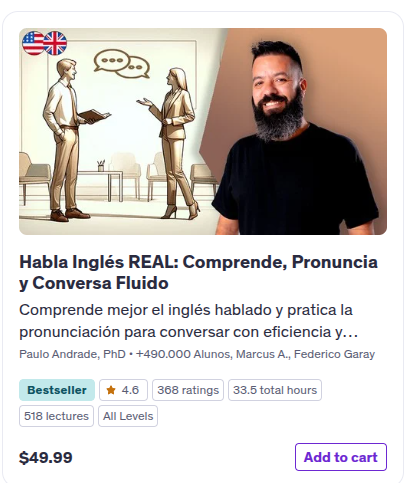 Habla Inglés REAL: Comprende, Pronuncia
y Conversa Fluido
Comprende mejor el inglés hablado y pratica la
pronunciación para conversar con eficiencia y…
Paulo Andrade, PhD • +490.000 Alunos, Marcus A., Federico Garay
Bestseller ★ 4.6 368 ratings 33.5 total hours
518 lectures All Levels
$49.99 Add to cart